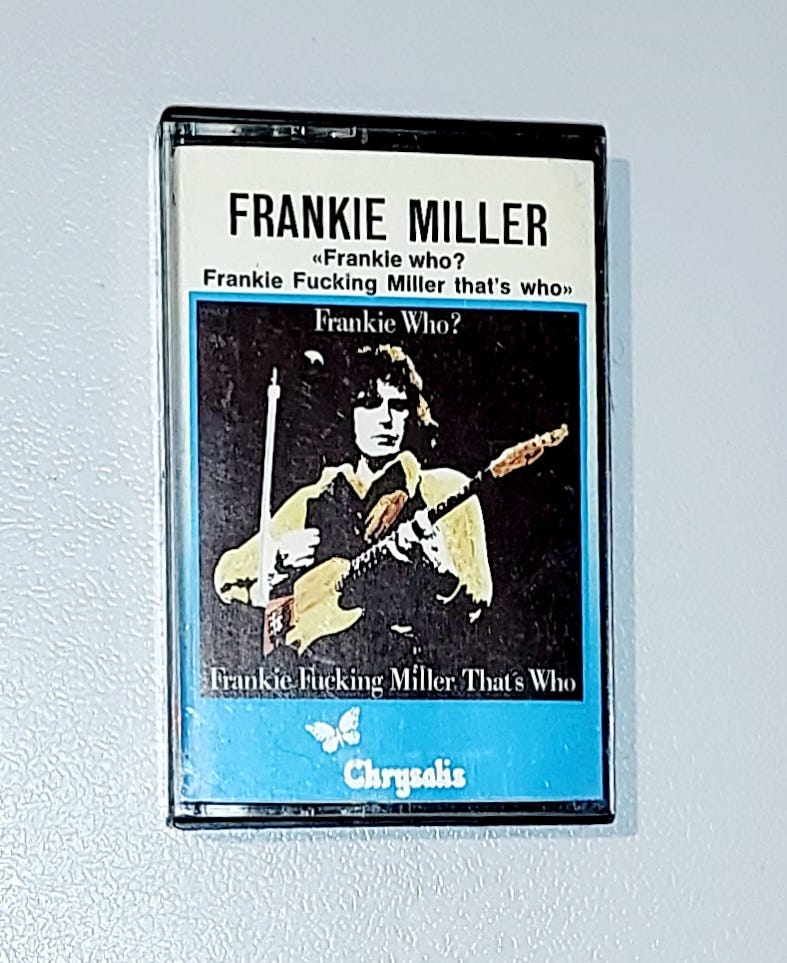 FRANKIE MILLER
«Frankie who?
Frankie Fucking Miller that's who»
Frankie Who?
Frankie Fucking Miller That's Who
Chrysalis